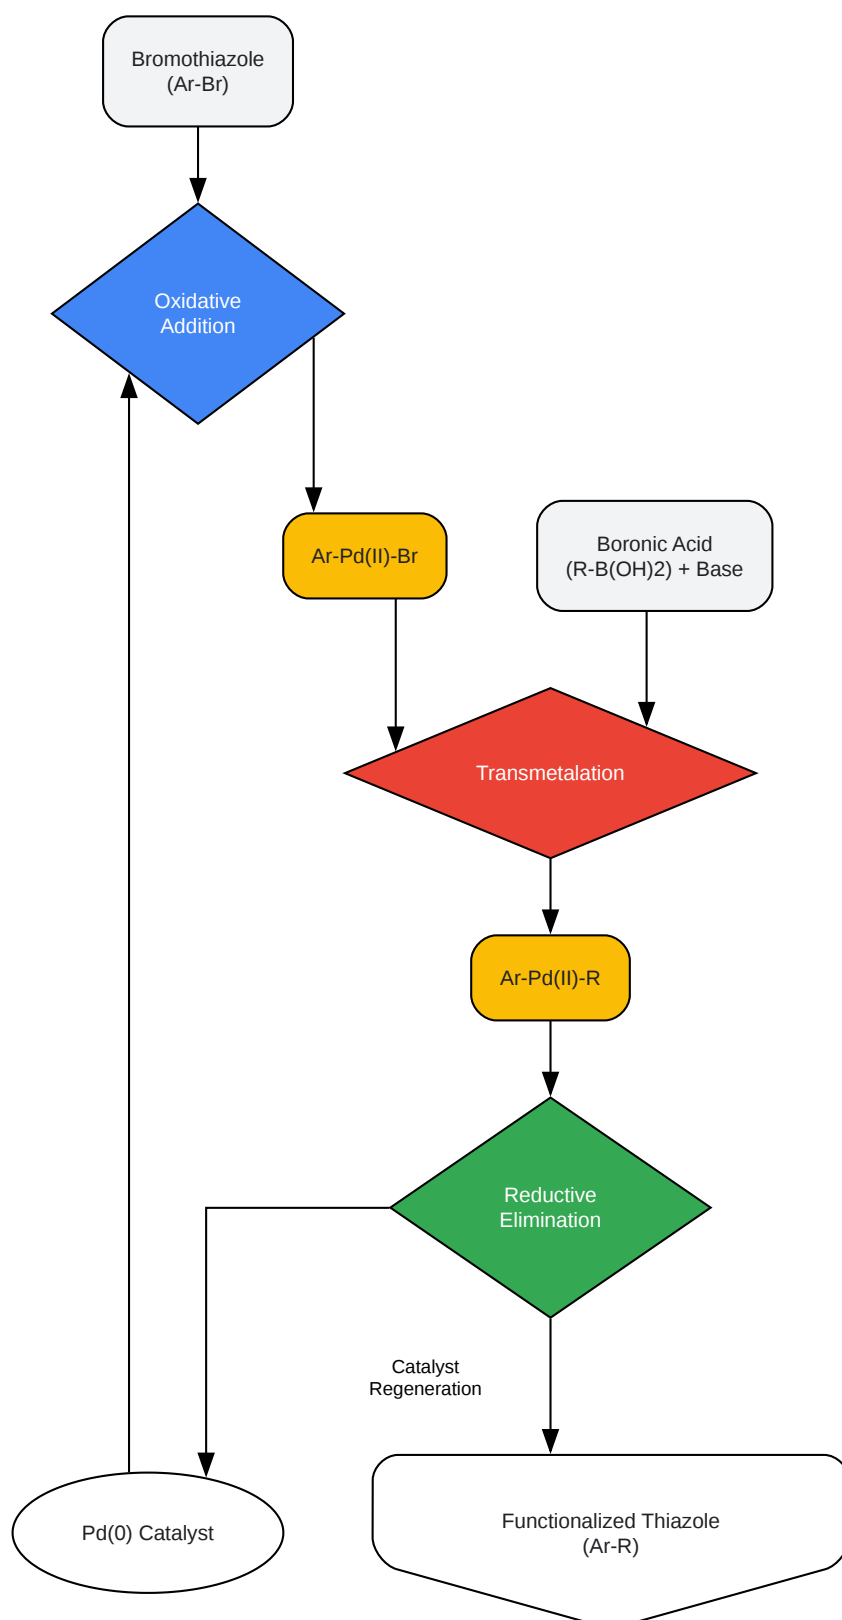 Bromothiazole
(Ar-Br)
Oxidative
Addition
Ar-Pd(II)-Br
Boronic Acid
(R-B(OH)2) + Base
Transmetalation
Ar-Pd(II)-R
Reductive
Elimination
Catalyst
Regeneration
Pd(0) Catalyst
Functionalized Thiazole
(Ar-R)